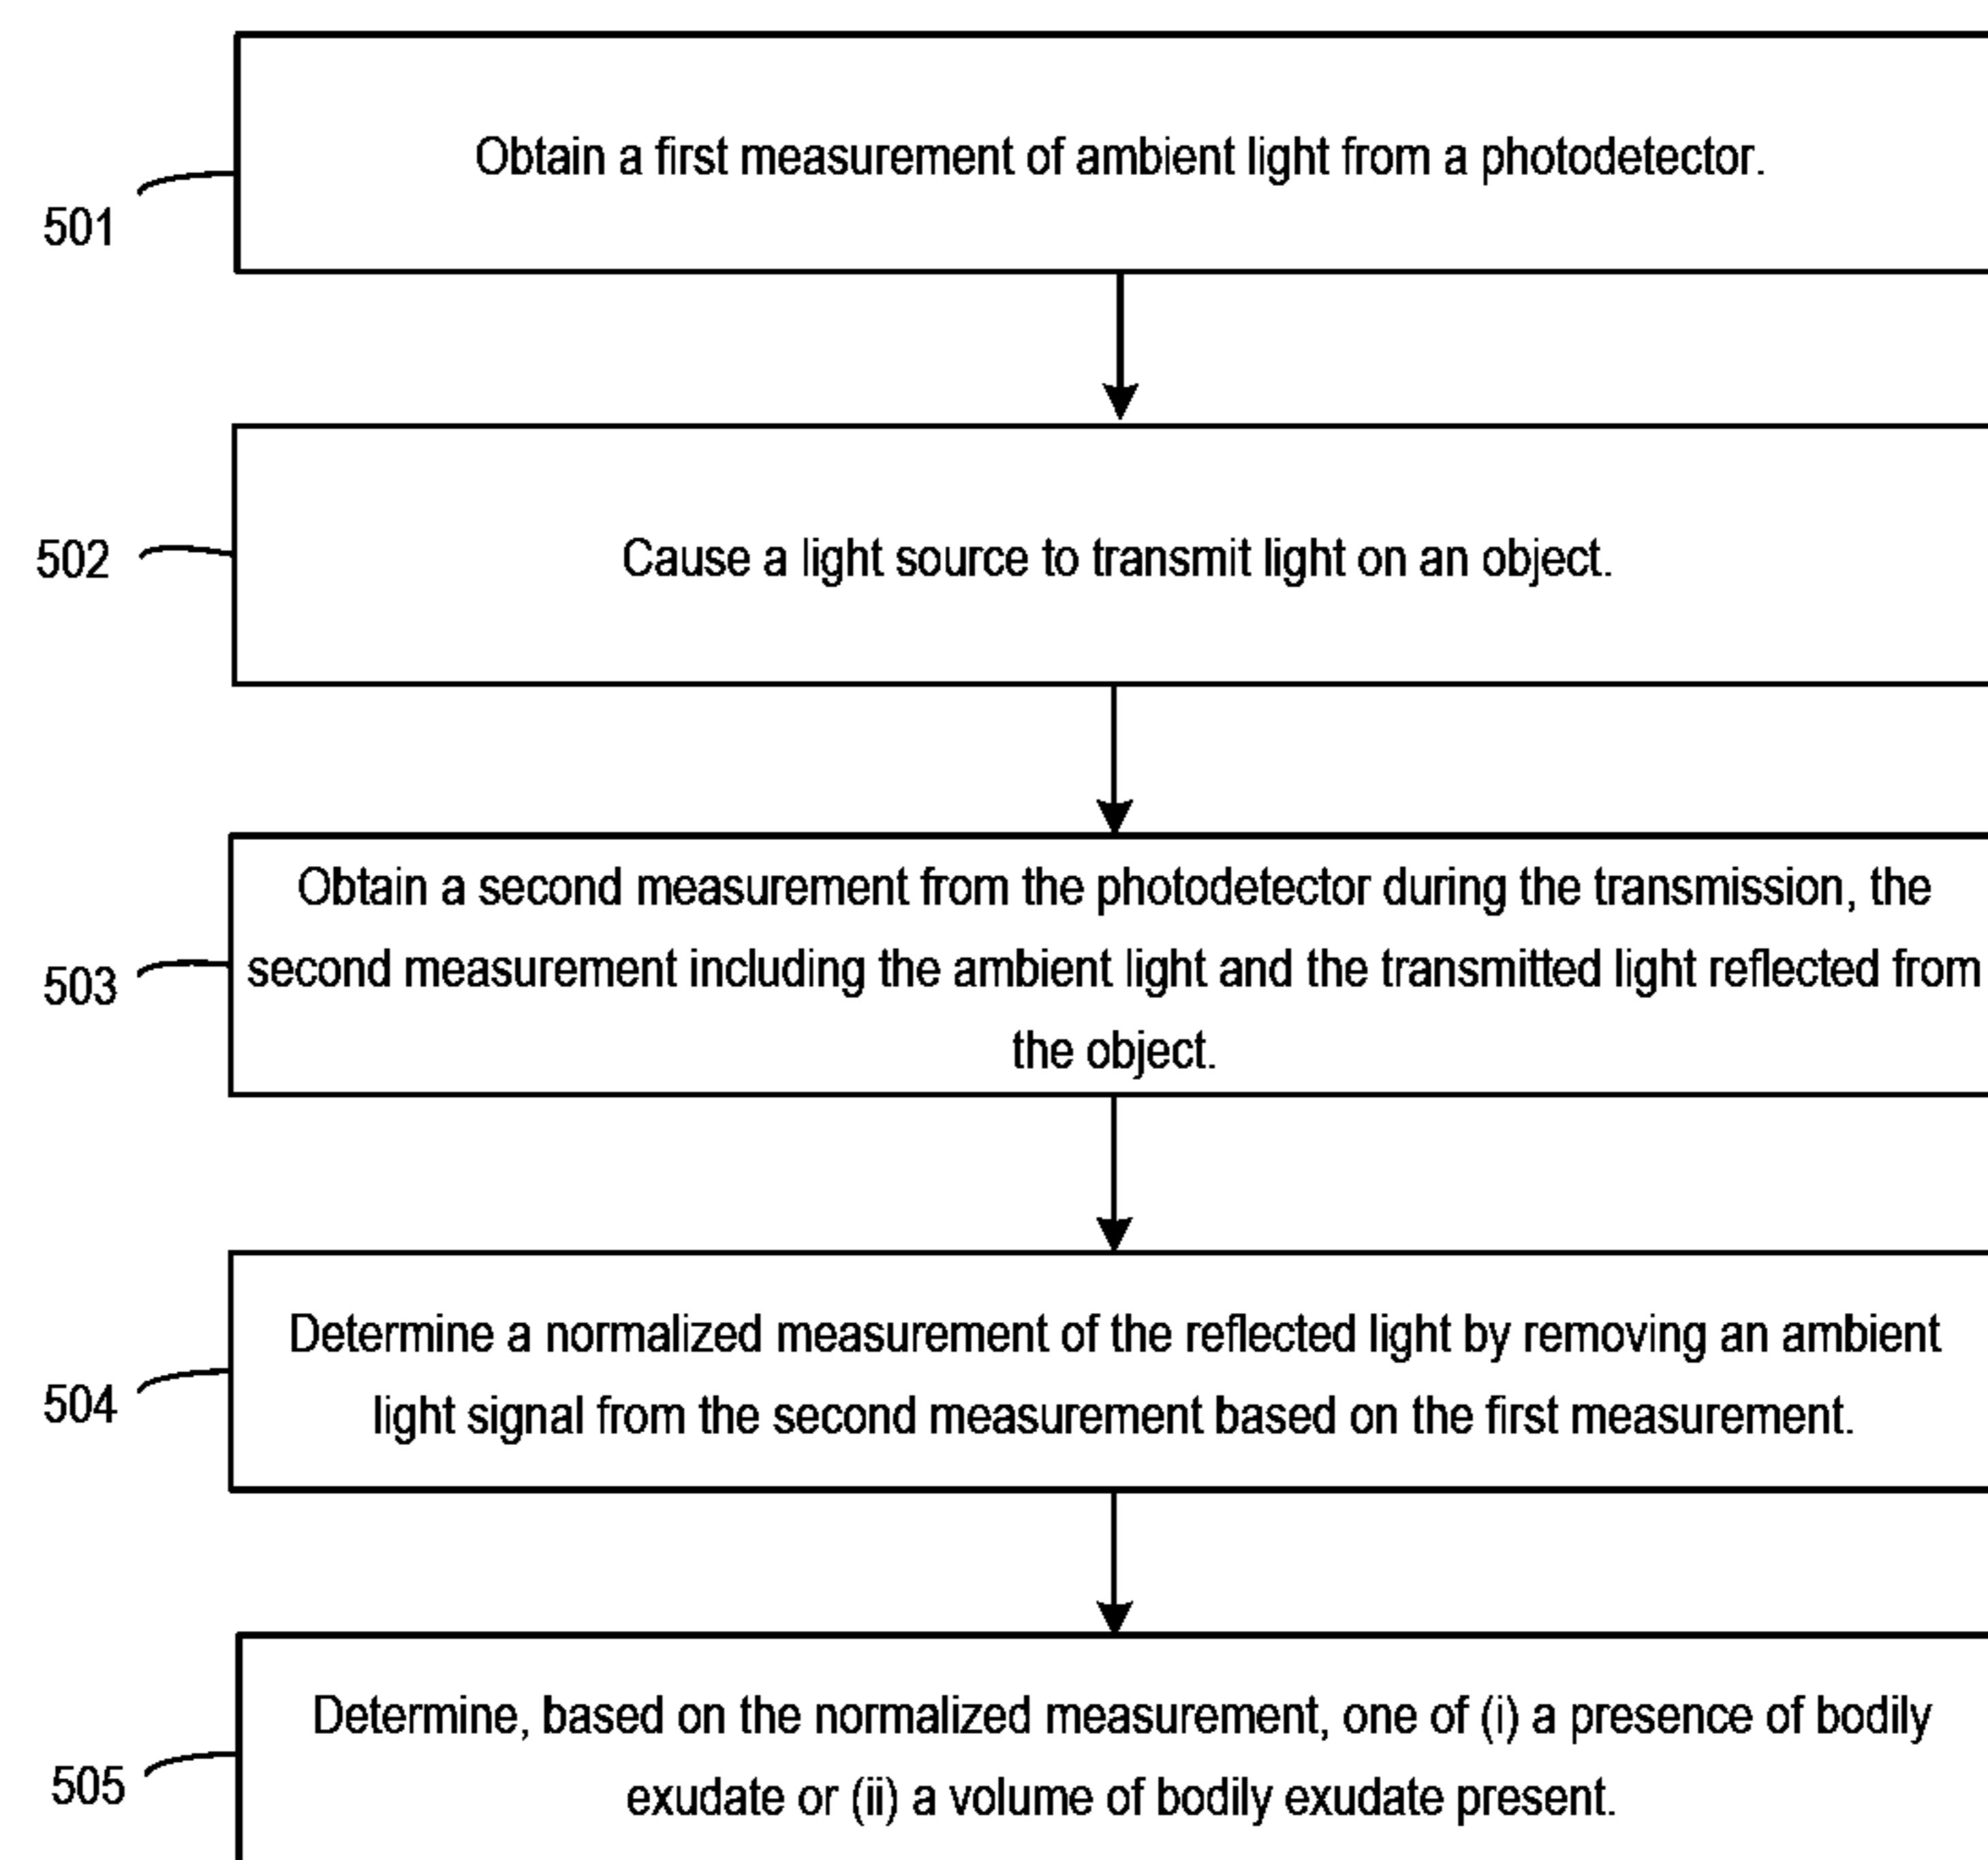 Obtain a first measurement of ambient light from a photodetector.
501
Cause a light source to transmit light on an object.
502
Obtain a second measurement from the photodetector during the transmission, the
second measurement including the ambient light and the transmitted light reflected from
the object.
503
Determine a normalized measurement of the reflected light by removing an ambient
light signal from the second measurement based on the first measurement.
504
Determine, based on the normalized measurement, one of (i) a presence of bodily
exudate or (ii) a volume of bodily exudate present.
505